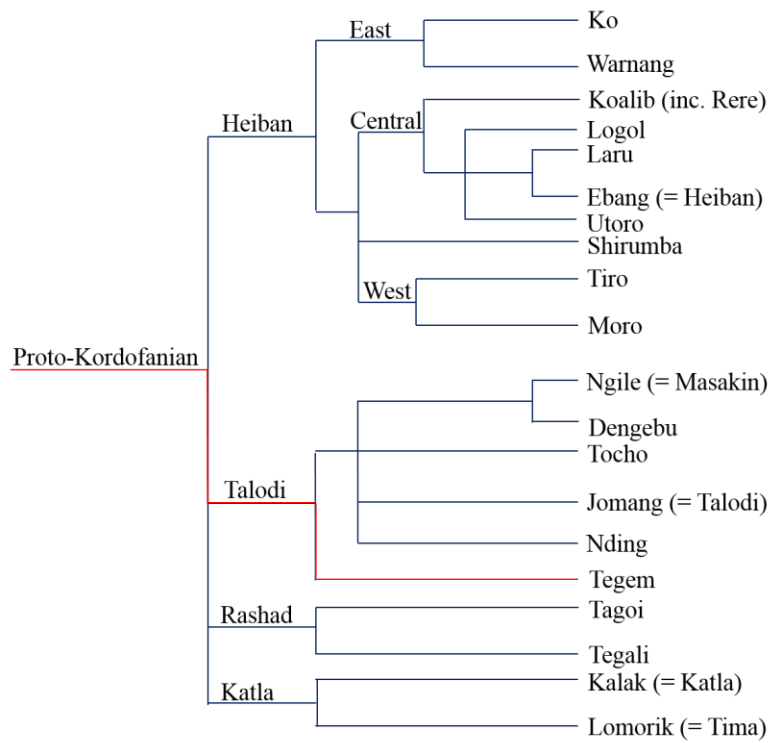 East
Ko
Warnang
Heiban
Central
Koalib (inc. Rere)
Logol
Laru
Ebang (= Heiban)
Utoro
Shirumba
West
Tiro
Moro
Proto-Kordofanian
Ngile (= Masakin)
Dengebu
Tocho
Talodi
Jomang (= Talodi)
Nding
Tegem
Rashad
Tagoi
Tegali
Katla
Kalak (= Katla)
Lomorik (= Tima)